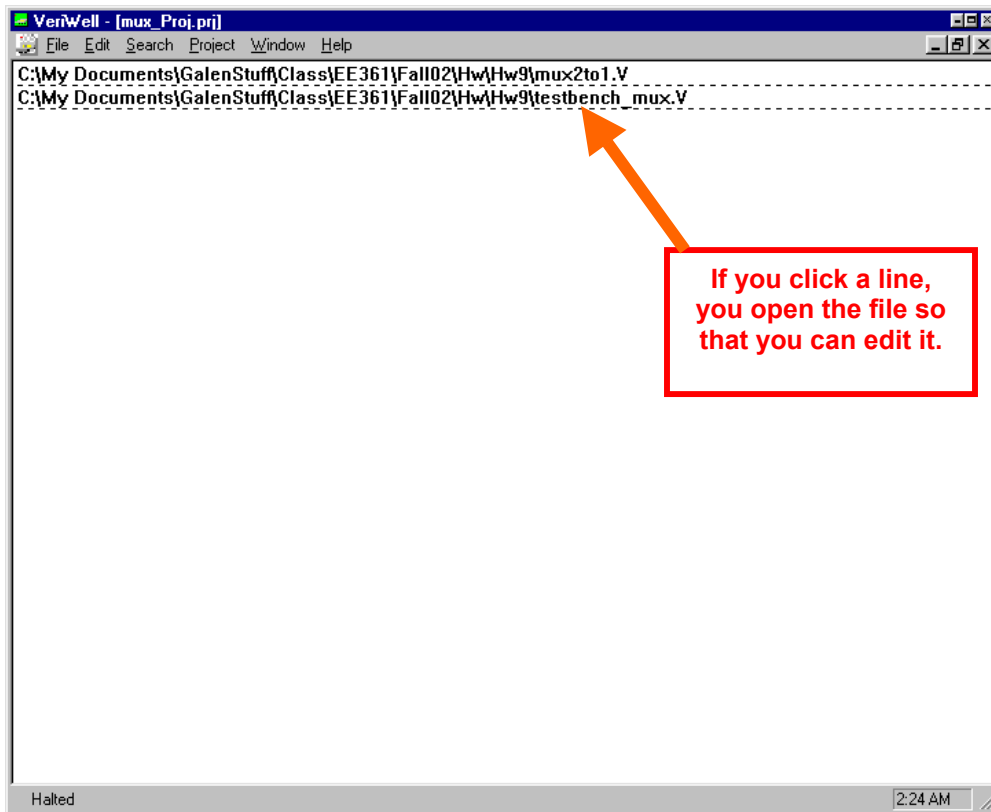 VeriWell - [mux_Proj.prj]
File Edit Search Project Window Help
C:\My Documents\GalenStuff\Class\EE361\Fall02\Hw\Hw9\mux2to1.V
C:\My Documents\GalenStuff\Class\EE361\Fall02\Hw\Hw9\testbench_mux.V
If you click a line,
you open the file so
that you can edit it.
Halted 2:24 AM